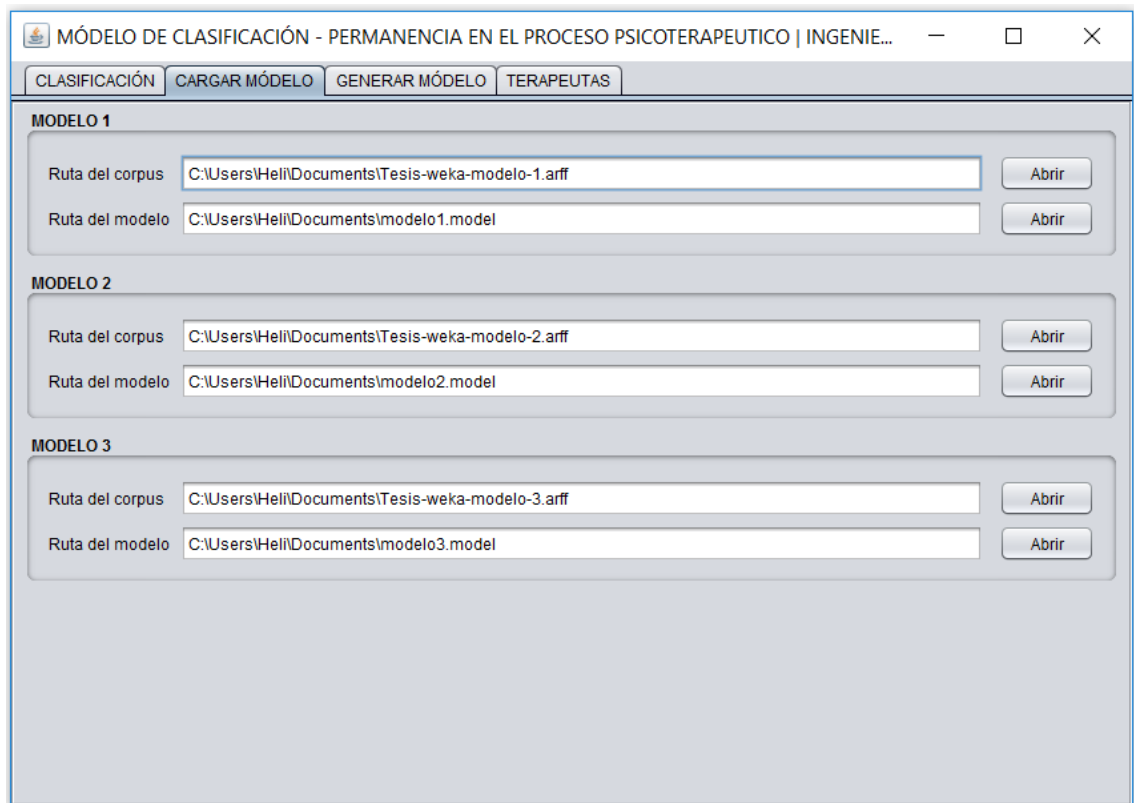 MÓDELO DE CLASIFICACIÓN - PERMANENCIA EN EL PROCESO PSICOTERAPEUTICO | INGENIE...
CLASIFICACIÓN CARGAR MÓDELO GENERAR MÓDELO TERAPEUTAS
MODELO 1
Ruta del corpus C:\Users\Heli\Documents\Tesis-weka-modelo-1.arff Abrir
Ruta del modelo C:\Users\Heli\Documents\modelo1.model Abrir
MODELO 2
Ruta del corpus C:\Users\Heli\Documents\Tesis-weka-modelo-2.arff Abrir
Ruta del modelo C:\Users\Heli\Documents\modelo2.model Abrir
MODELO 3
Ruta del corpus C:\Users\Heli\Documents\Tesis-weka-modelo-3.arff Abrir
Ruta del modelo C:\Users\Heli\Documents\modelo3.model Abrir